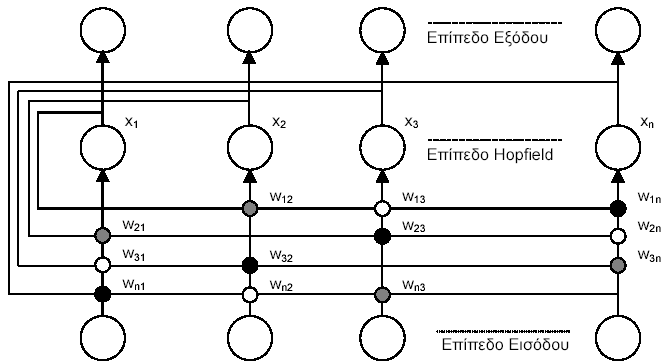 Επίπεδο Εξόδου
x1 x2 x3 xn
Επίπεδο Hopfield
w12 w13 w1n
w21 w23 w2n
w31 w32 w3n
wn1 wn2 wn3
Επίπεδο Εισόδου